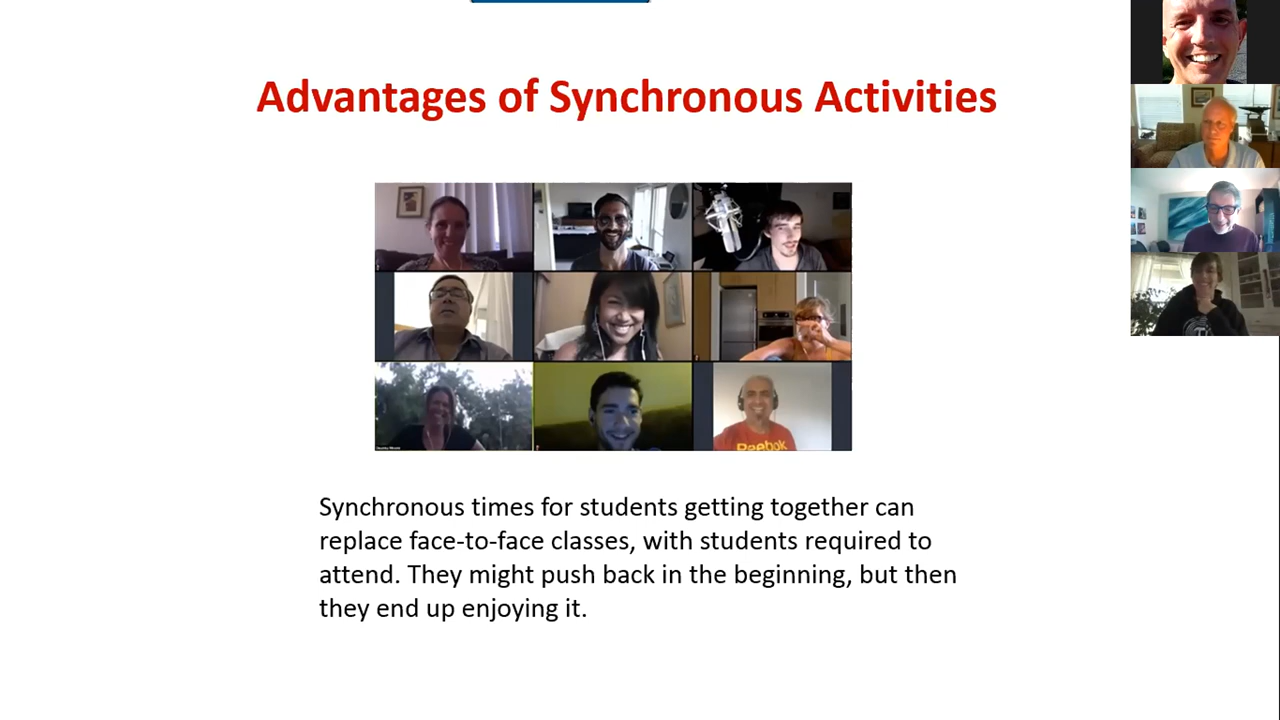 Advantages of Synchronous Activities
Raebok
Synchronous times for students getting together can
replace face-to-face classes, with students required to
attend. They might push back in the beginning, but then
they end up enjoying it.